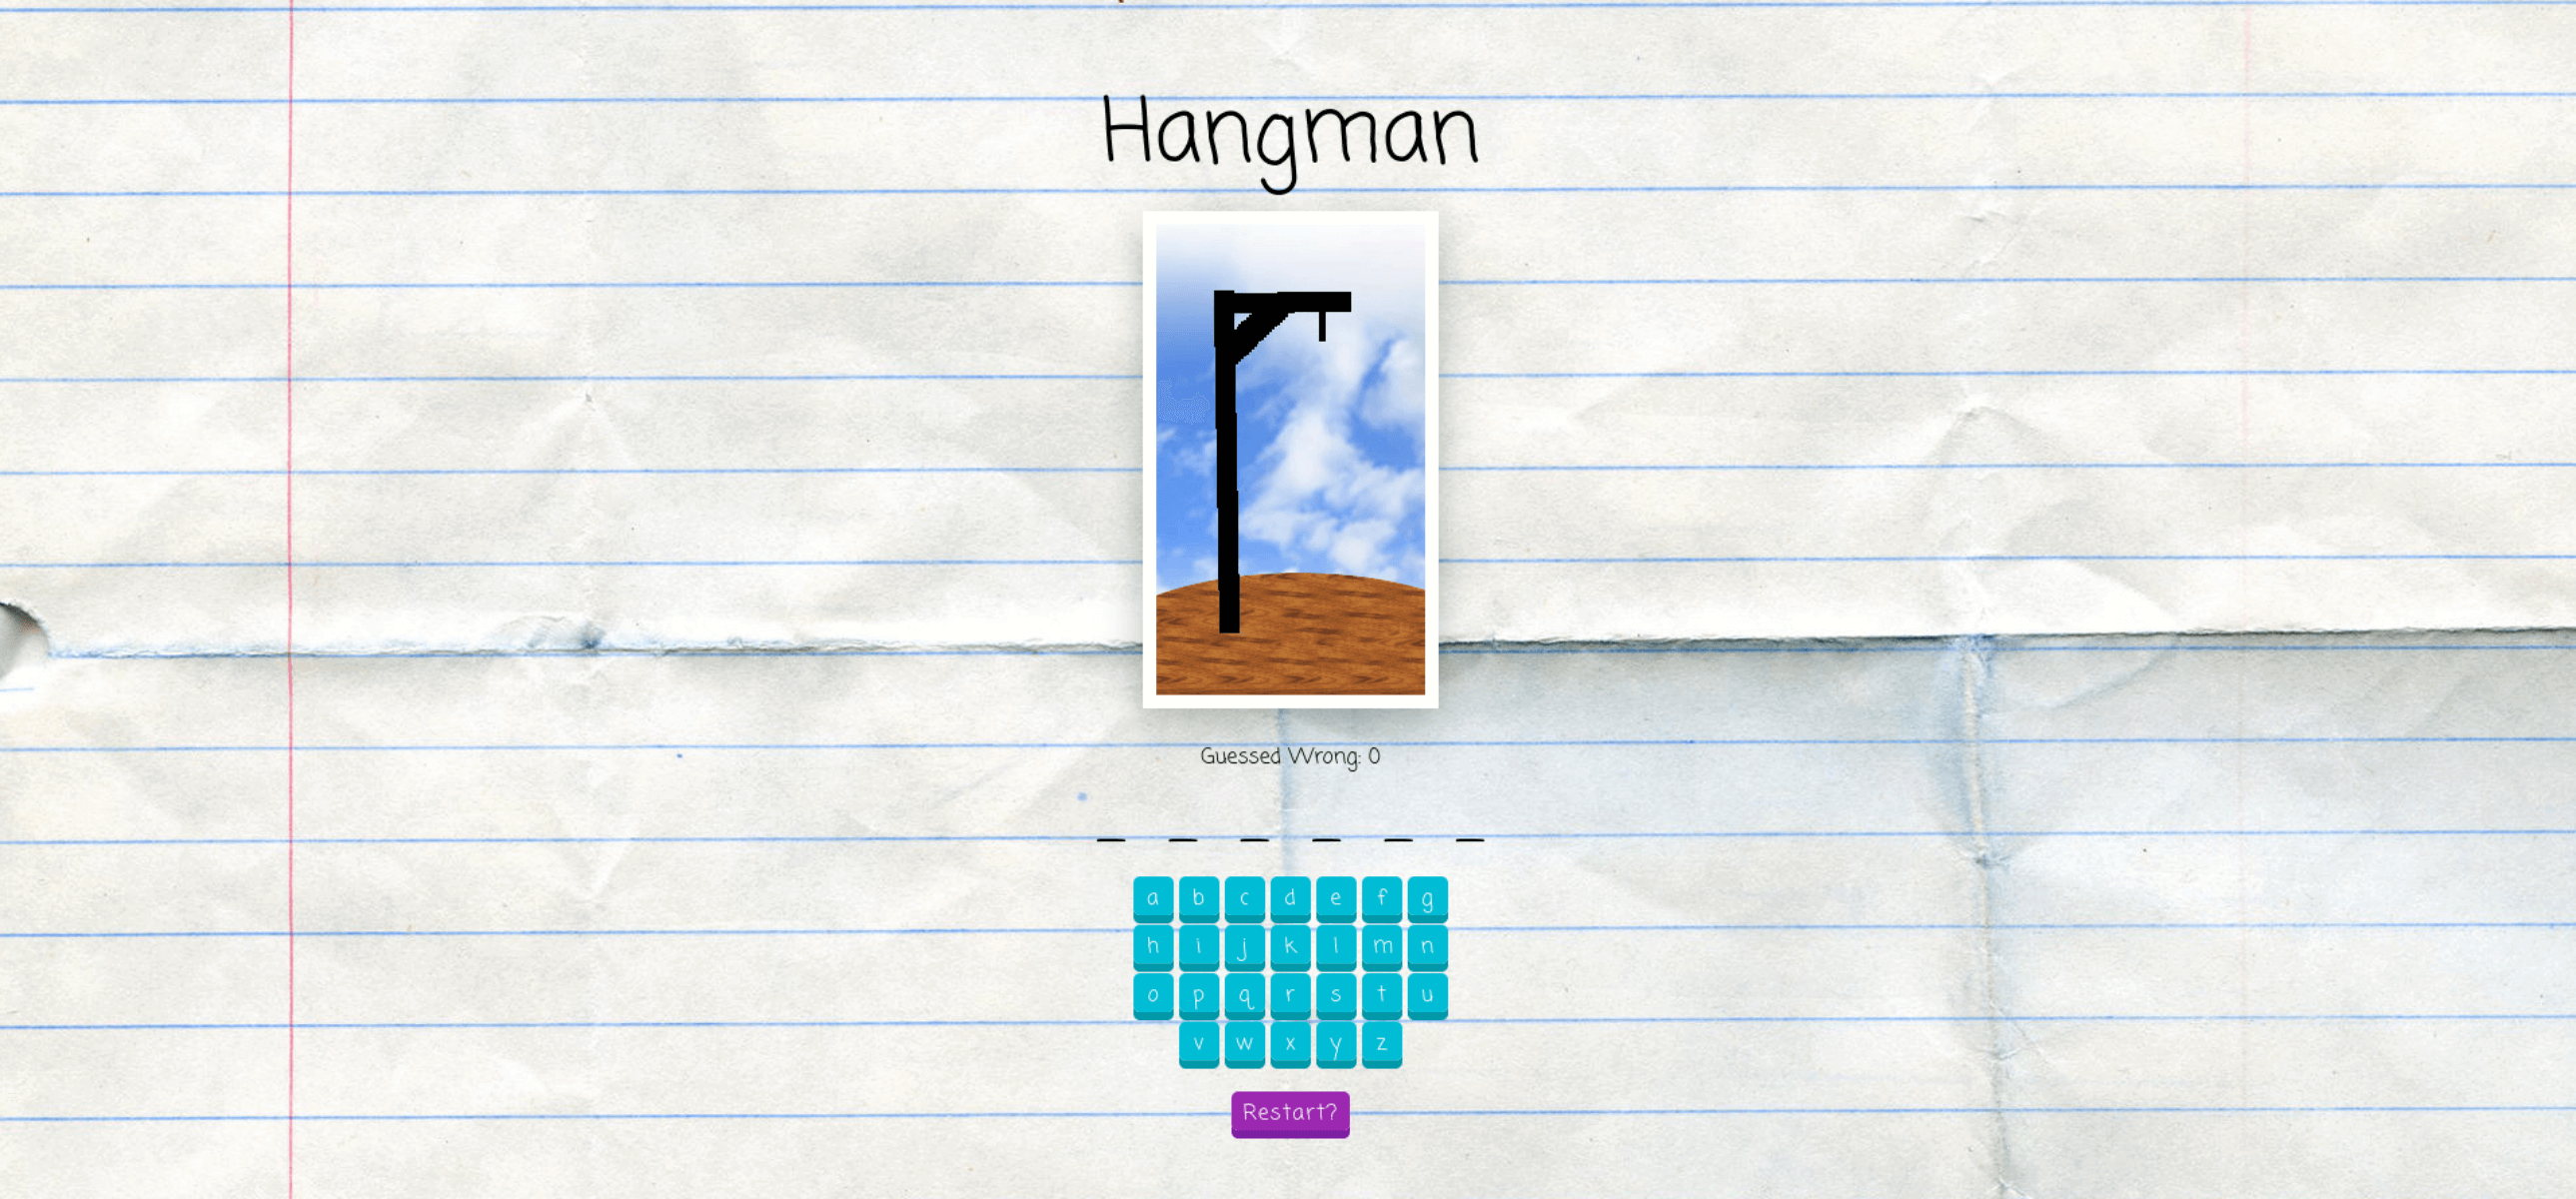 Hangman
Guessed Wrong: 0
_ _ _ _ _ _
a b c d e f g
h i j k l m n
o p q r s t u
v w x y z
Restart?